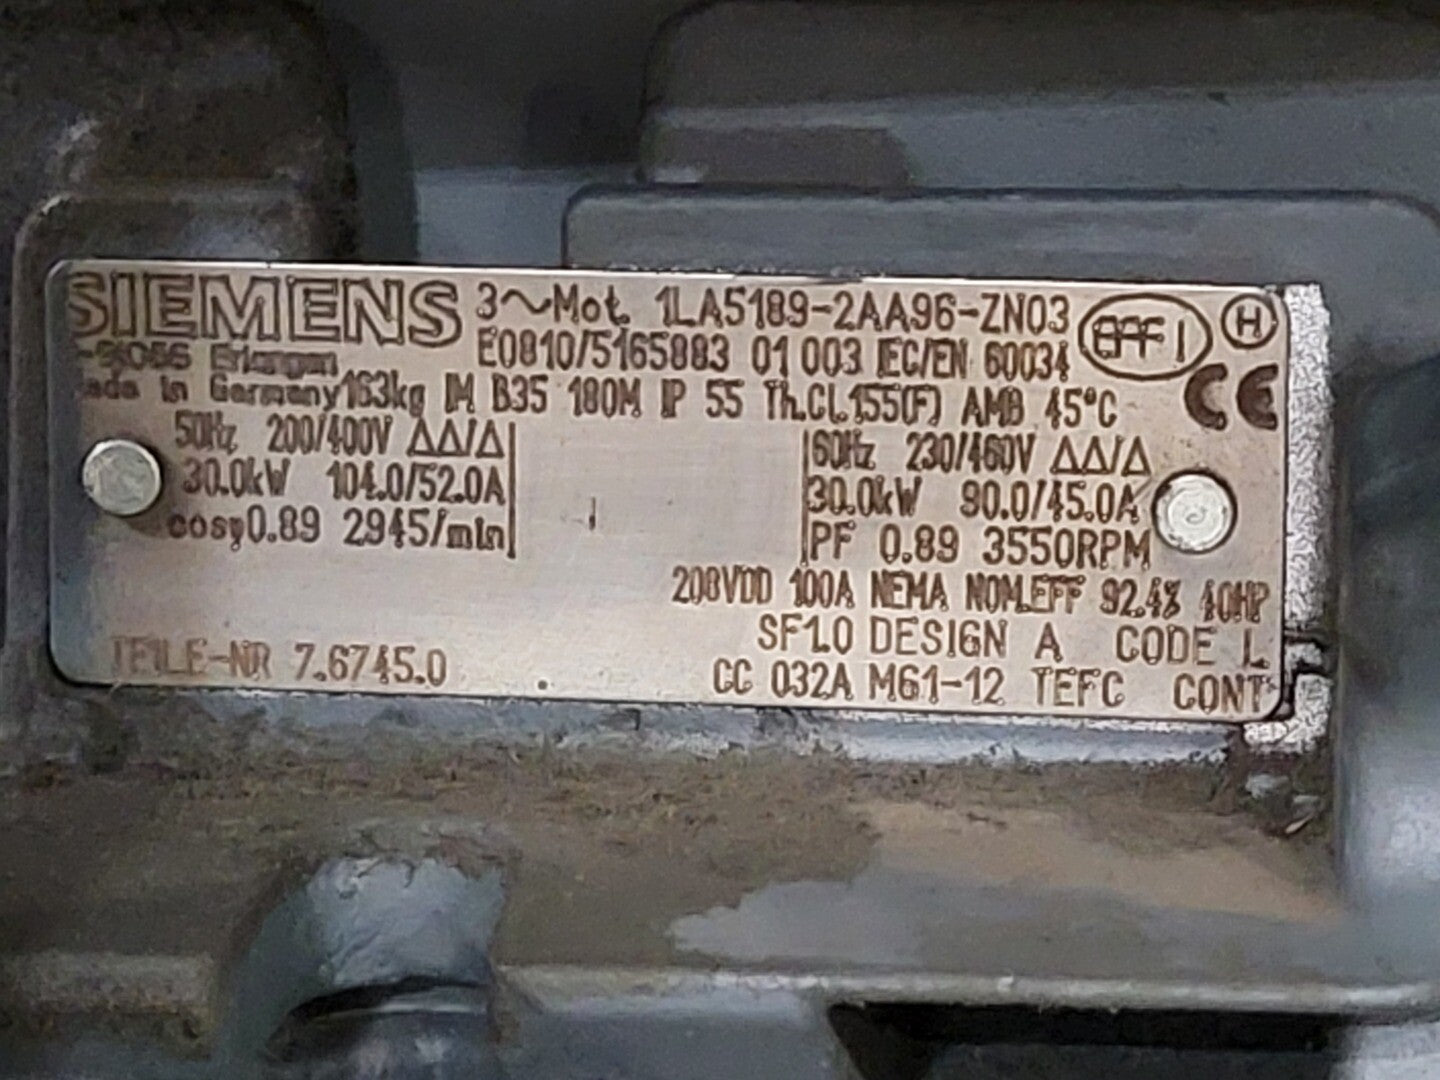 SIEMENS 3~Mot. 1LA5189-2AA96-ZN03 EFF 1 H
Erlangen E0810/5165883 01 003 IEC/EN 60034 CE
in Germany 163kg IM B35 180M IP 55 Th.Cl.155(F) AMB 45°C
50Hz 200/400V ΔΔ/Δ 60Hz 230/460V ΔΔ/Δ
30.0kW 104.0/52.0A 30.0kW 90.0/45.0A
cosφ0.89 2945/min PF 0.89 3550RPM
208VDD 100A NEMA NOM.EFF 92.4% 40HP
SF1.0 DESIGN A CODE L
TEILE-NR 7.6745.0 CC 032A M61-12 TEFC CONT